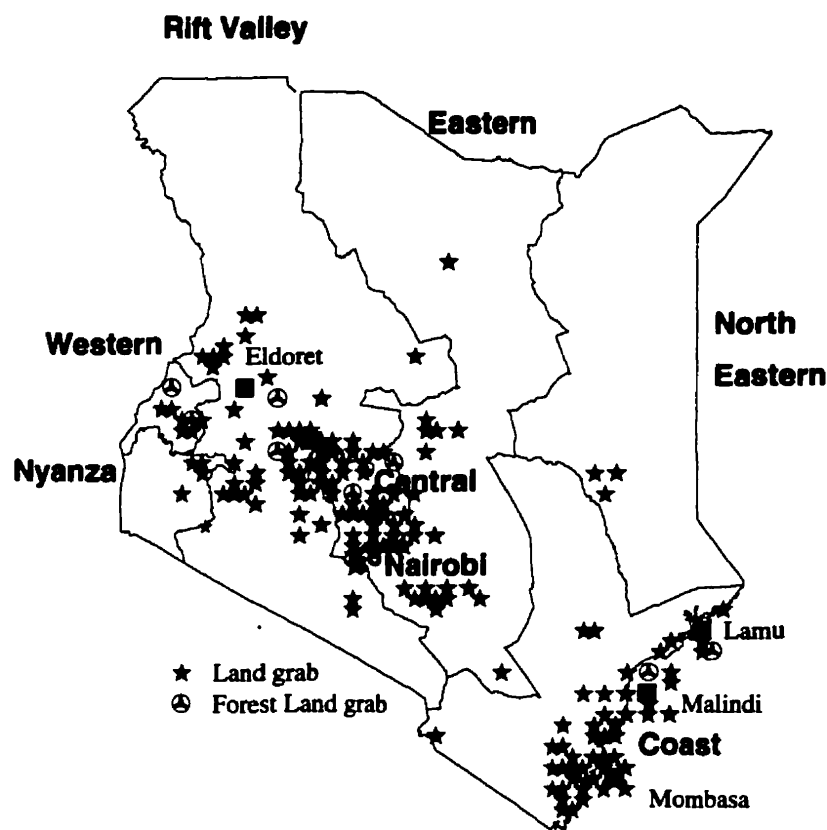 Rift Valley
Eastern
North
Eastern
Western
Eldoret
Nyanza
Central
Nairobi
Lamu
Land grab
Forest Land grab
Malindi
Coast
Mombasa